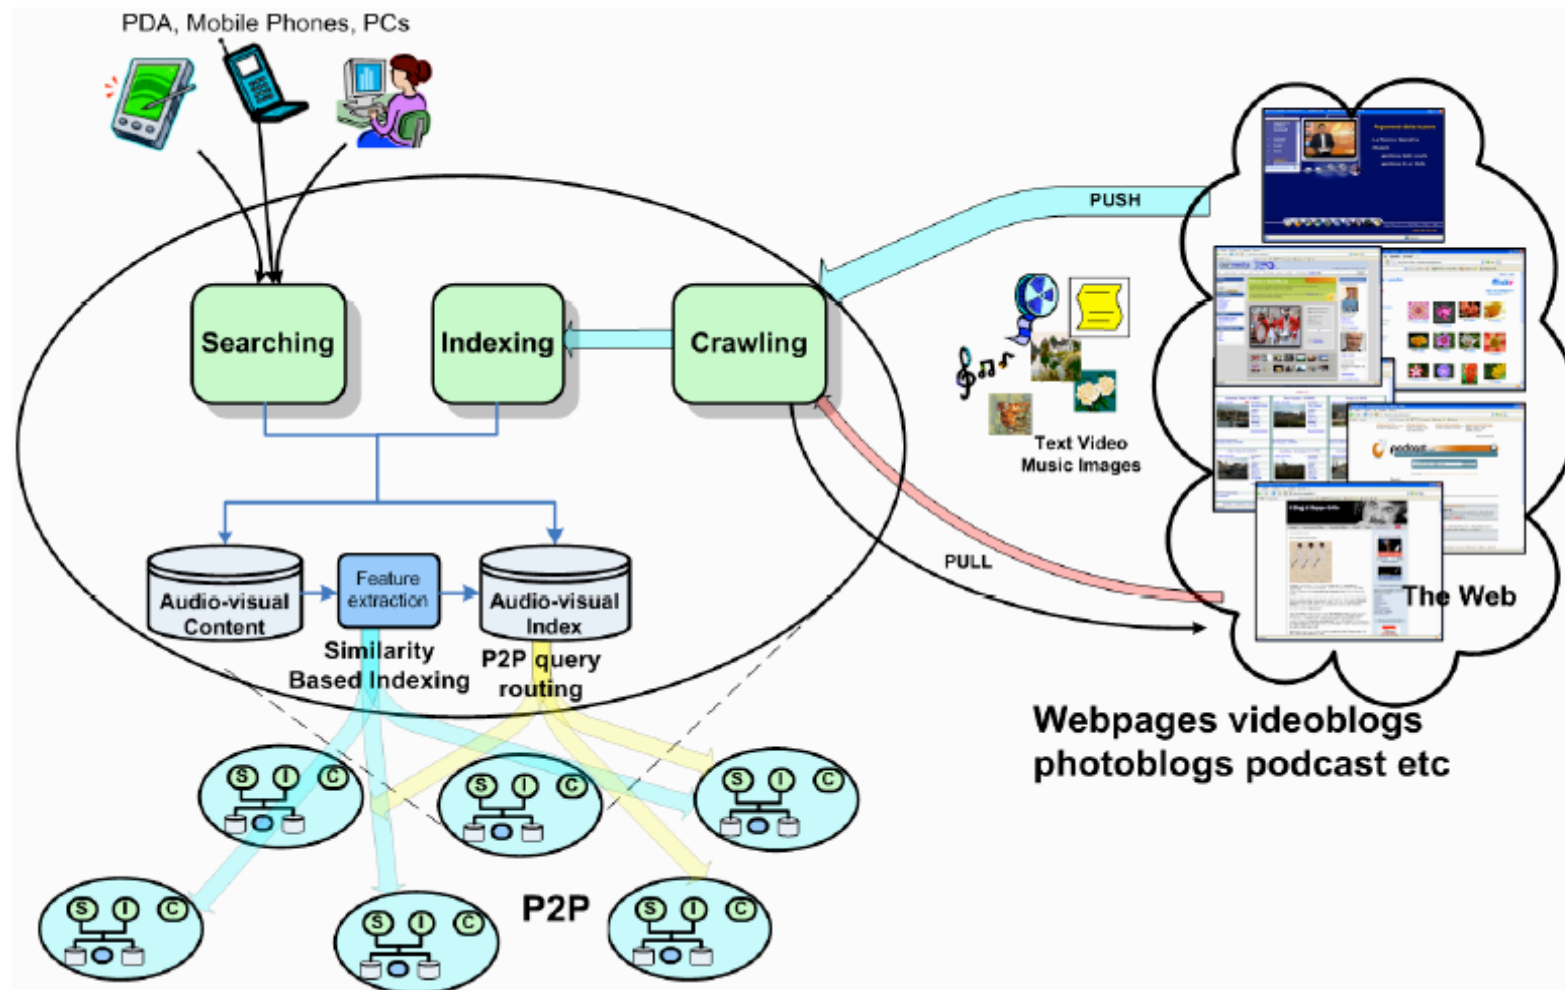 PDA, Mobile Phones, PCs
PUSH
Searching
Indexing
Crawling
Text Video
Music Images
PULL
podcast
The Web
Audio-visual
Content
Feature
extraction
Audio-visual
Index
Similarity
Based Indexing
P2P query
routing
Webpages videoblogs
photoblogs podcast etc
S I C
S I C
S I C
S I C
S I C
S I C
P2P